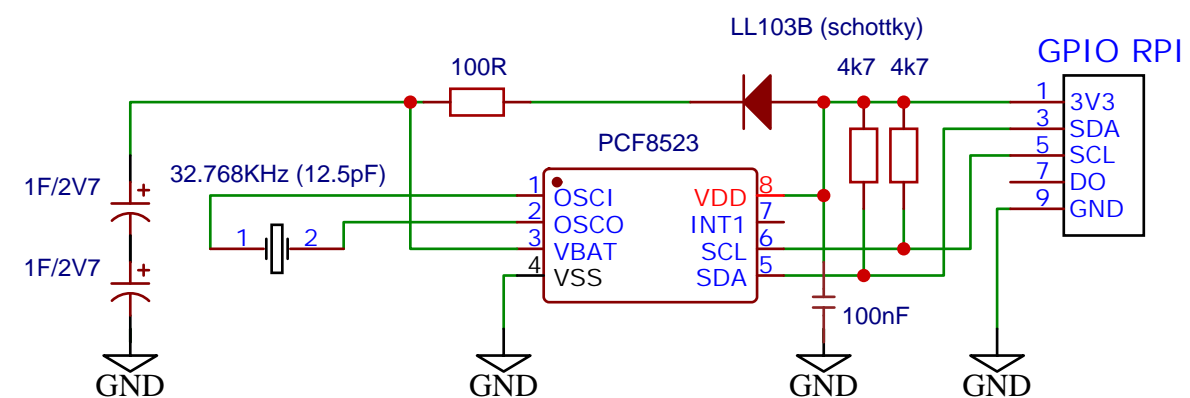 LL103B (schottky)
GPIO RPI
100R
4k7 4k7
1 3V3
3 SDA
5 SCL
7 DO
9 GND
PCF8523
32.768KHz (12.5pF)
1F/2V7
+
1 2
1 OSCI
2 OSCO
3 VBAT
4 VSS
VDD 8
INT1 7
SCL 6
SDA 5
1F/2V7
+
100nF
GND
GND
GND
GND